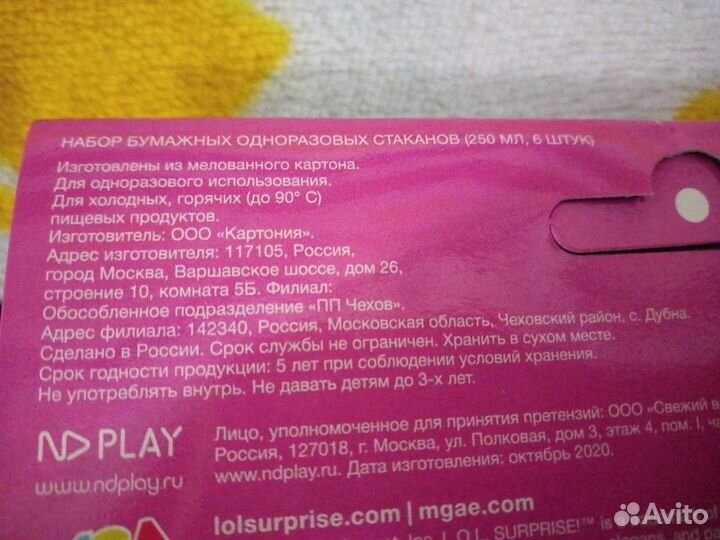 НАБОР БУМАЖНЫХ ОДНОРАЗОВЫХ СТАКАНОВ (250 МЛ, 6 ШТУК)
Изготовлены из мелованного картона.
Для одноразового использования.
Для холодных, горячих (до 90° С)
пищевых продуктов.
Изготовитель: ООО «Картония».
Адрес изготовителя: 117105, Россия,
город Москва, Варшавское шоссе, дом 26,
строение 10, комната 5Б. Филиал:
Обособленное подразделение «ПП Чехов».
Адрес филиала: 142340, Россия, Московская область, Чеховский район, с. Дубна.
Сделано в России. Срок службы не ограничен. Хранить в сухом месте.
Срок годности продукции: 5 лет при соблюдении условий хранения.
Не употреблять внутрь. Не давать детям до 3-х лет.
ND PLAY
www.ndplay.ru
Лицо, уполномоченное для принятия претензий: ООО «Свежий
Россия, 127018, г. Москва, ул. Полковая, дом 3, этаж 4, пом. I,
www.ndplay.ru. Дата изготовления: октябрь 2020.
lolsurprise.com | mgae.com
Inc. L.O.L. SURPRISE!™ is
Avito